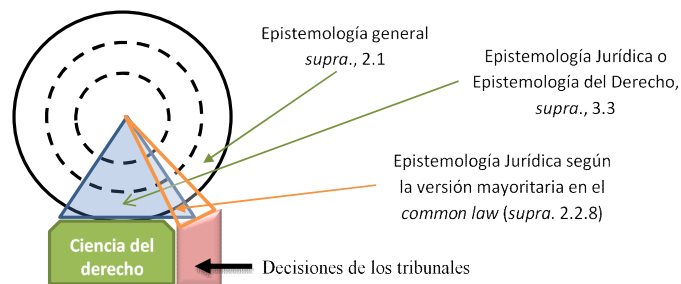 Epistemología general
supra., 2.1
Epistemología Jurídica o
Epistemología del Derecho,
supra., 3.3
Epistemología Jurídica según
la versión mayoritaria en el
common law (supra. 2.2.8)
Ciencia del
derecho
Decisiones de los tribunales